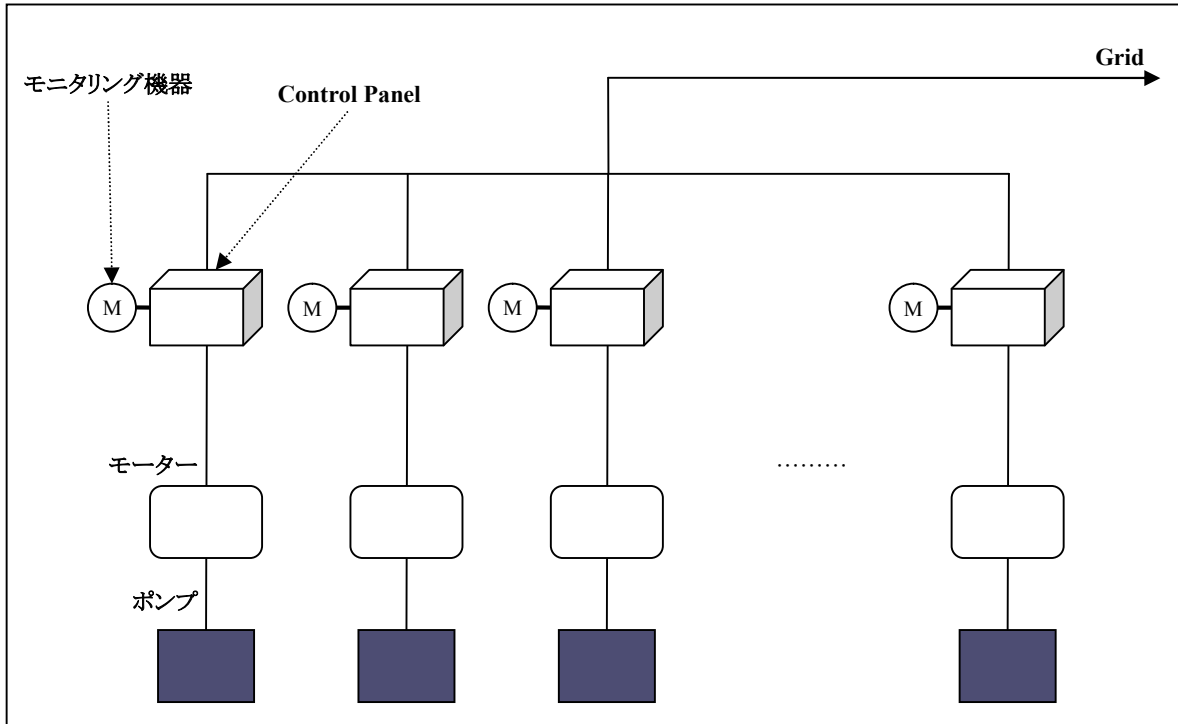 Grid
モニタリング機器
Control Panel
M
M
M
M
モーター
.........
ポンプ